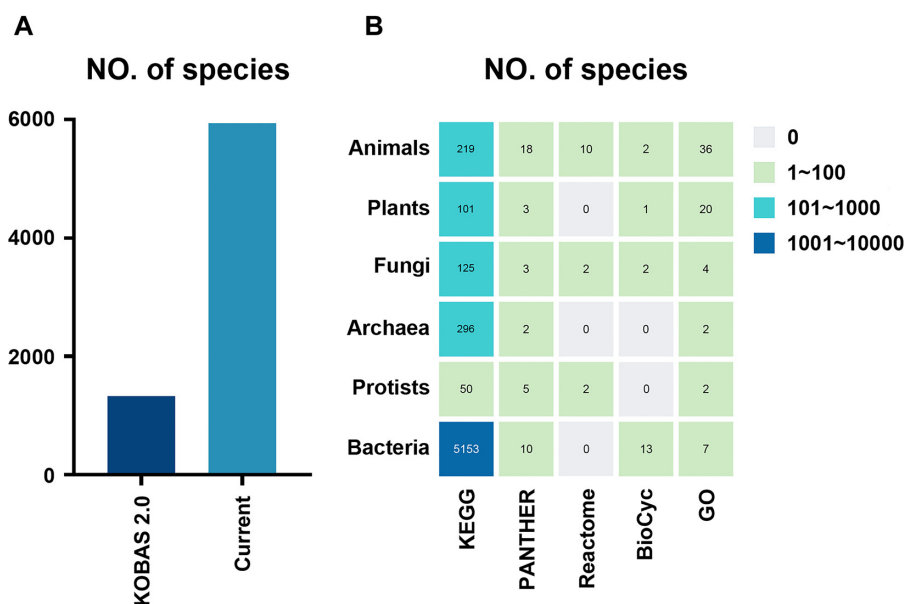 A
NO. of species
6000
4000
2000
0
KOBAS 2.0
Current
B
NO. of species
Animals 219 18 10 2 36
Plants 101 3 0 1 20
Fungi 125 3 2 2 4
Archaea 296 2 0 0 2
Protists 50 5 2 0 2
Bacteria 5153 10 0 13 7
KEGG
PANTHER
Reactome
BioCyc
GO
0
1~100
101~1000
1001~10000